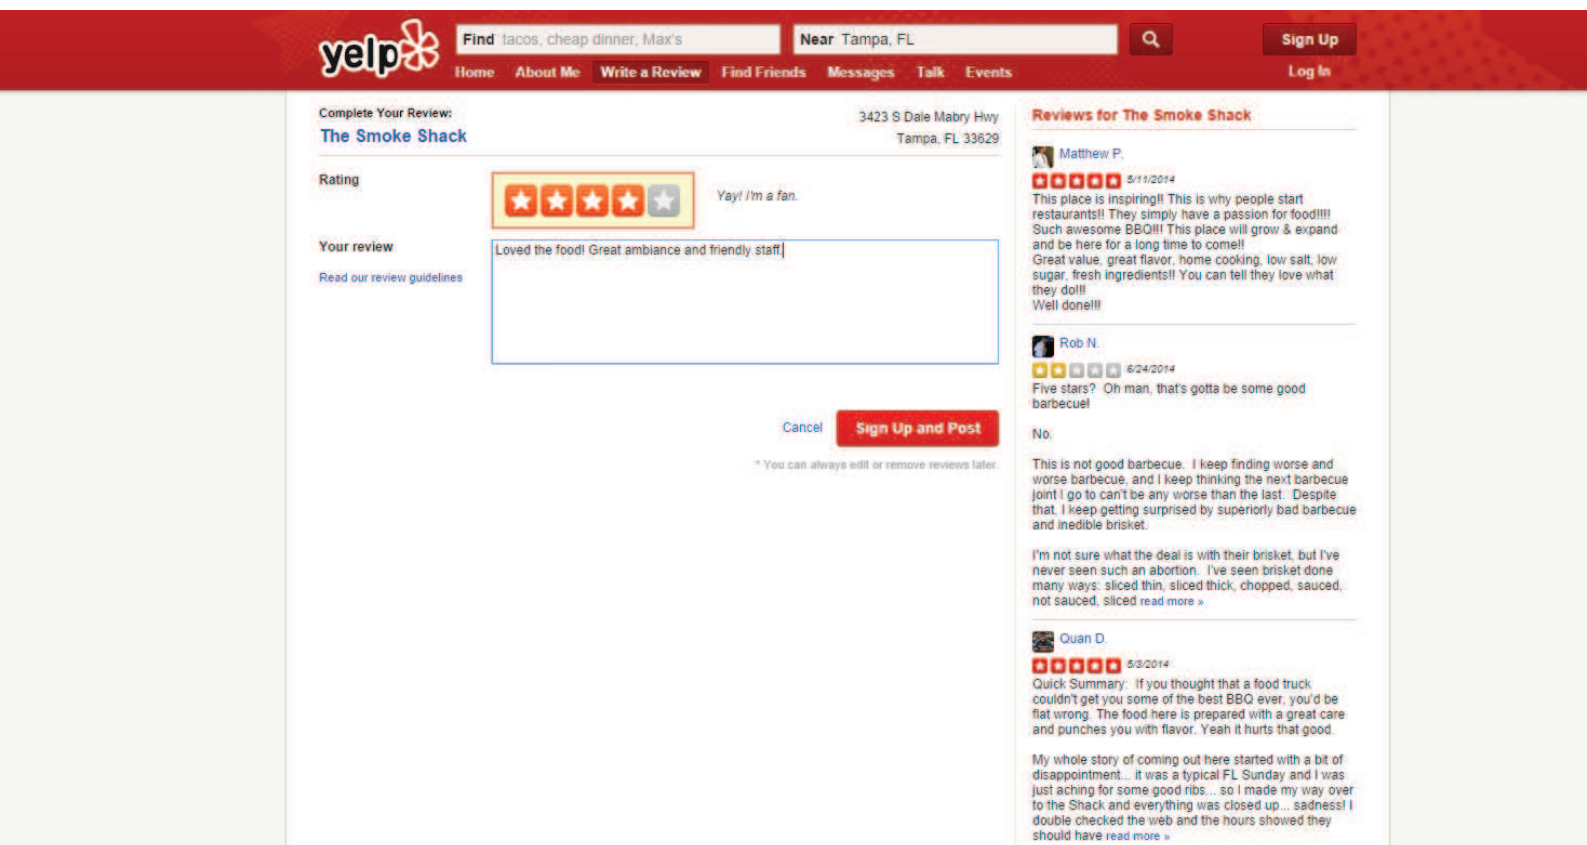 yelp
Find tacos, cheap dinner, Max's
Near Tampa, FL
Sign Up
Home About Me Write a Review Find Friends Messages Talk Events
Log In
Complete Your Review:
The Smoke Shack
3423 S Dale Mabry Hwy
Tampa, FL 33629
Rating
Yay! I'm a fan.
Your review
Read our review guidelines
Loved the food! Great ambiance and friendly staff.
Cancel
Sign Up and Post
* You can always edit or remove reviews later.
Reviews for The Smoke Shack
Matthew P.
5/11/2014
This place is inspiring!! This is why people start
restaurants!! They simply have a passion for food!!!!
Such awesome BBQ!!! This place will grow & expand
and be here for a long time to come!!
Great value, great flavor, home cooking, low salt, low
sugar, fresh ingredients!! You can tell they love what
they do!!!
Well done!!!
Rob N.
6/24/2014
Five stars? Oh man, that's gotta be some good
barbecue!
No.
This is not good barbecue. I keep finding worse and
worse barbecue, and I keep thinking the next barbecue
joint I go to can't be any worse than the last. Despite
that, I keep getting surprised by superiorly bad barbecue
and inedible brisket.
I'm not sure what the deal is with their brisket, but I've
never seen such an abortion. I've seen brisket done
many ways: sliced thin, sliced thick, chopped, sauced,
not sauced, sliced read more »
Quan D.
5/3/2014
Quick Summary: If you thought that a food truck
couldn't get you some of the best BBQ ever, you'd be
flat wrong. The food here is prepared with a great care
and punches you with flavor. Yeah it hurts that good.
My whole story of coming out here started with a bit of
disappointment... it was a typical FL Sunday and I was
just aching for some good ribs... so I made my way over
to the Shack and everything was closed up... sadness! I
double checked the web and the hours showed they
should have read more »